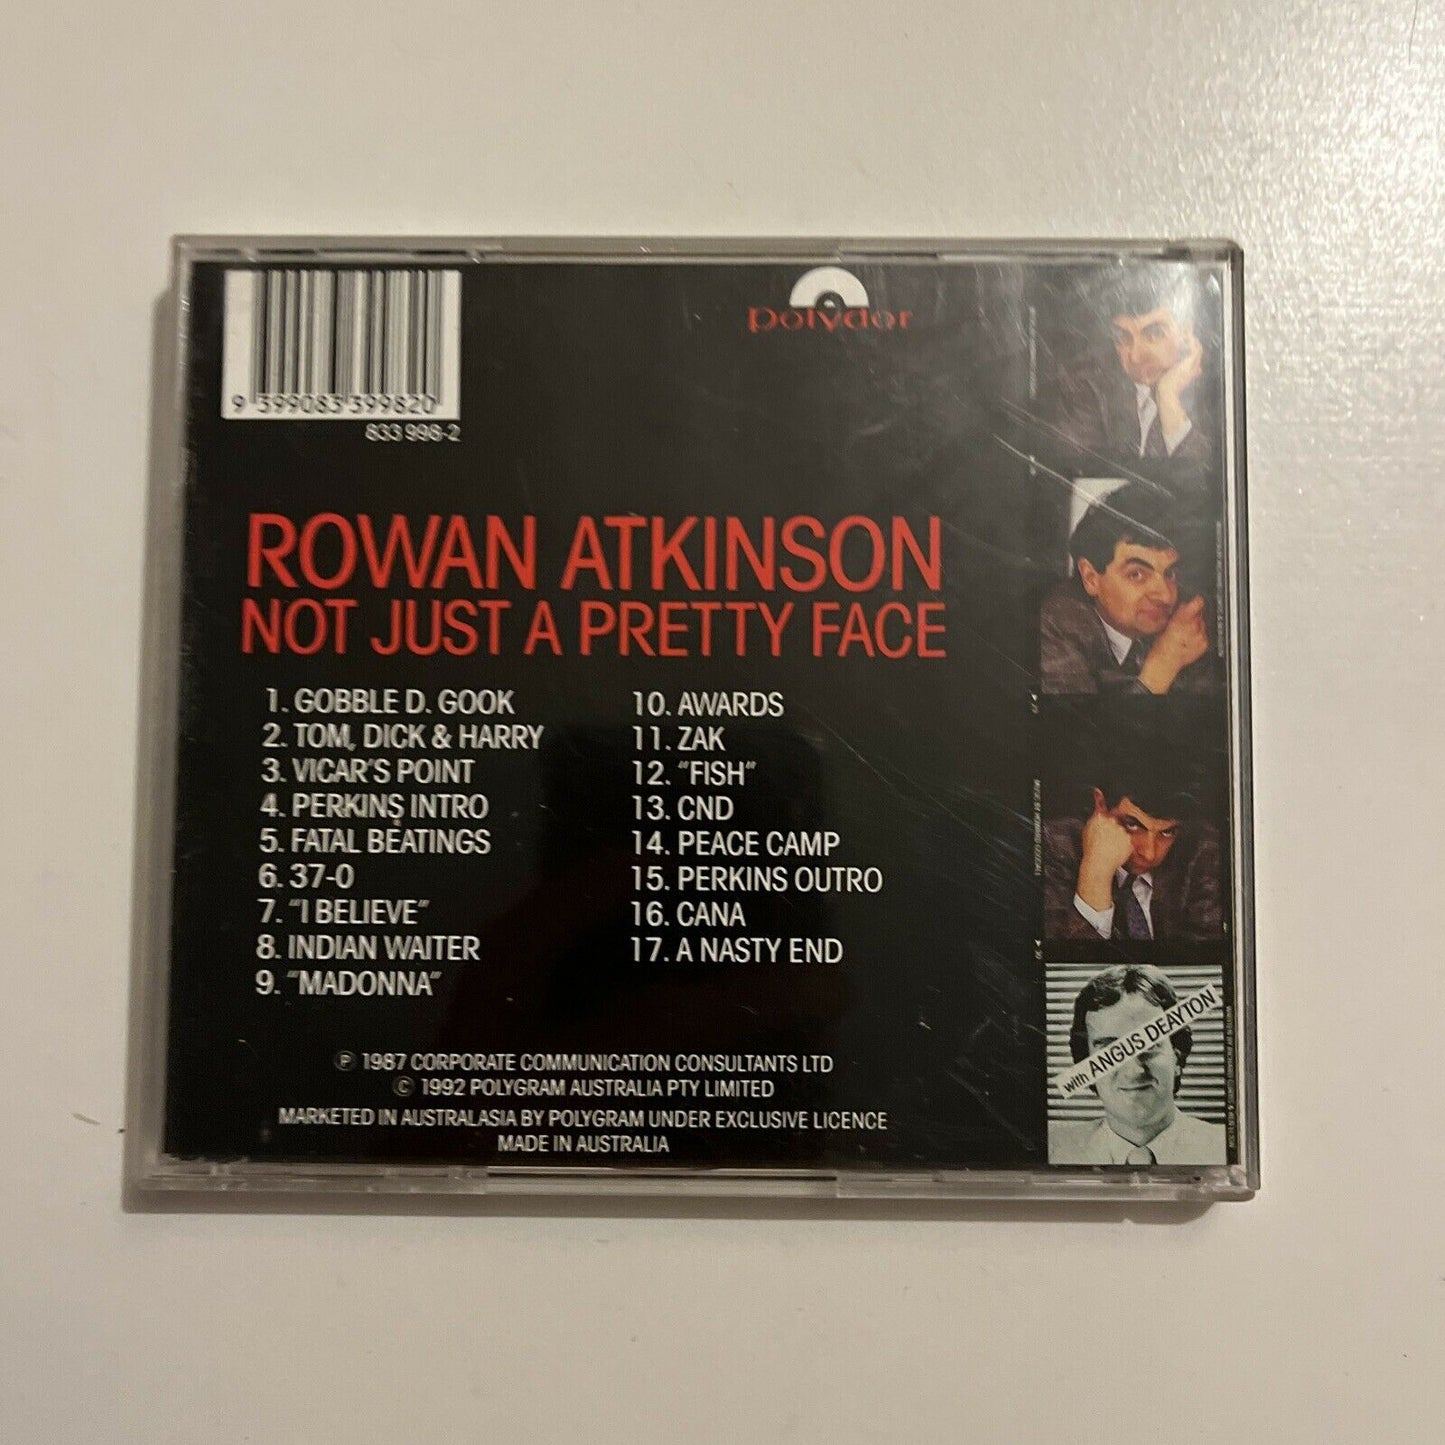 9 399083 399820
833 998-2
polydor
ROWAN ATKINSON
NOT JUST A PRETTY FACE
1. GOBBLE D. GOOK
2. TOM, DICK & HARRY
3. VICAR'S POINT
4. PERKINS INTRO
5. FATAL BEATINGS
6. 37-0
7. "I BELIEVE"
8. INDIAN WAITER
9. "MADONNA"
10. AWARDS
11. ZAK
12. "FISH"
13. CND
14. PEACE CAMP
15. PERKINS OUTRO
16. CANA
17. A NASTY END
with ANGUS DEAYTON
℗ 1987 CORPORATE COMMUNICATION CONSULTANTS LTD
© 1992 POLYGRAM AUSTRALIA PTY LIMITED
MARKETED IN AUSTRALASIA BY POLYGRAM UNDER EXCLUSIVE LICENCE
MADE IN AUSTRALIA